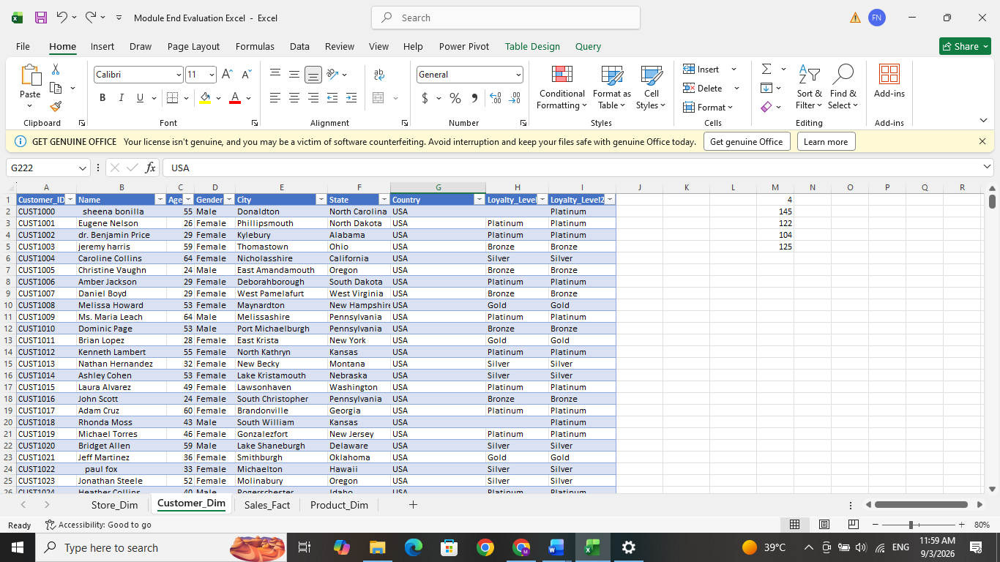 Module End Evaluation Excel - Excel
Search
FN
File Home Insert Draw Page Layout Formulas Data Review View Help Power Pivot Table Design Query
Share
Paste
Calibri 11
General
Conditional Formatting
Format as Table
Cell Styles
Insert
Delete
Format
Sort & Filter
Find & Select
Add-ins
Clipboard Font Alignment Number Styles Cells Editing Add-ins
GET GENUINE OFFICE Your license isn't genuine, and you may be a victim of software counterfeiting. Avoid interruption and keep your files safe with genuine Office today. Get genuine Office Learn more
G222 fx USA
A B C D E F G H I J K L M N O P Q R
1 Customer_ID Name Age Gender City State Country Loyalty_Level Loyalty_Level2 4
2 CUST1000 sheena bonilla 55 Male Donaldton North Carolina USA Platinum 145
3 CUST1001 Eugene Nelson 26 Female Phillipsmouth North Dakota USA Platinum Platinum 122
4 CUST1002 dr. Benjamin Price 29 Female Kylebury Alabama USA Platinum Platinum 104
5 CUST1003 jeremy harris 59 Female Thomastown Ohio USA Bronze Bronze 125
6 CUST1004 Caroline Collins 64 Female Nicholasshire California USA Silver Silver
7 CUST1005 Christine Vaughn 24 Male East Amandamouth Oregon USA Bronze Bronze
8 CUST1006 Amber Jackson 29 Female Deborahborough South Dakota USA Platinum Platinum
9 CUST1007 Daniel Boyd 29 Female West Pamelafurt West Virginia USA Bronze Bronze
10 CUST1008 Melissa Howard 53 Female Maynardton New Hampshire USA Gold Gold
11 CUST1009 Ms. Maria Leach 64 Male Melissashire Pennsylvania USA Platinum Platinum
12 CUST1010 Dominic Page 53 Male Port Michaelburgh Pennsylvania USA Bronze Bronze
13 CUST1011 Brian Lopez 28 Female East Krista New York USA Gold Gold
14 CUST1012 Kenneth Lambert 55 Female North Kathryn Kansas USA Platinum Platinum
15 CUST1013 Nathan Hernandez 32 Female New Becky Montana USA Silver Silver
16 CUST1014 Ashley Cohen 53 Female Lake Kristamouth Nebraska USA Silver Silver
17 CUST1015 Laura Alvarez 49 Female Lawsonhaven Washington USA Platinum Platinum
18 CUST1016 John Scott 24 Female South Christopher Pennsylvania USA Bronze Bronze
19 CUST1017 Adam Cruz 60 Female Brandonville Georgia USA Platinum Platinum
20 CUST1018 Rhonda Moss 43 Male South William Kansas USA Platinum
21 CUST1019 Michael Torres 46 Female Gonzalezfort New Jersey USA Platinum Platinum
22 CUST1020 Bridget Allen 59 Male Lake Shaneburgh Delaware USA Silver Silver
23 CUST1021 Jeff Martinez 36 Female Smithburgh Oklahoma USA Gold Gold
24 CUST1022 paul fox 33 Female Michaelton Hawaii USA Silver Silver
25 CUST1023 Jonathan Steele 52 Female Molinabury Oregon USA Silver Silver
26 CUST1024 Heather Collins 40 Male Rogerschester Idaho USA Platinum Platinum
Store_Dim Customer_Dim Sales_Fact Product_Dim
Ready Accessibility: Good to go 80%
Type here to search 39°C ENG 11:59 AM
9/3/2026